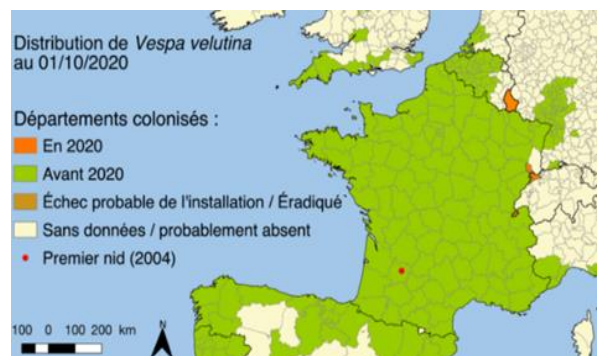 Distribution de Vespa velutina
au 01/10/2020
Départements colonisés :
En 2020
Avant 2020
Échec probable de l'installation / Éradiqué
Sans données / probablement absent
Premier nid (2004)
100 0 100 200 km
N